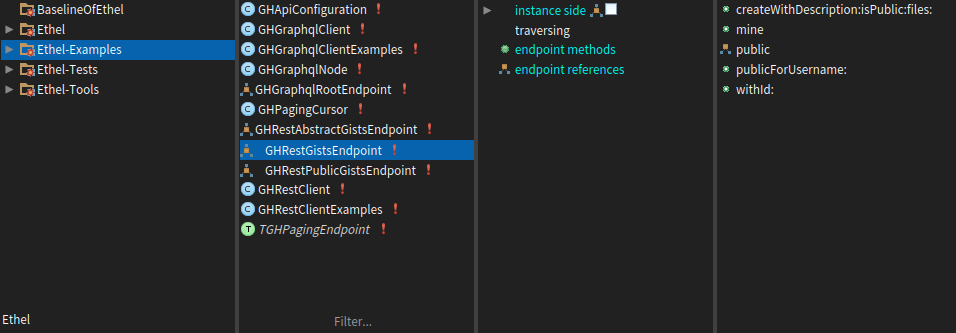 BaselineOfEthel
Ethel
Ethel-Examples
Ethel-Tests
Ethel-Tools
Ethel
GHApiConfiguration !
GHGraphqlClient !
GHGraphqlClientExamples !
GHGraphqlNode !
GHGraphqlRootEndpoint !
GHPagingCursor !
GHRestAbstractGistsEndpoint !
GHRestGistsEndpoint !
GHRestPublicGistsEndpoint !
GHRestClient !
GHRestClientExamples !
TGHPagingEndpoint !
Filter...
instance side
traversing
endpoint methods
endpoint references
createWithDescription:isPublic:files:
mine
public
publicForUsername:
withId: